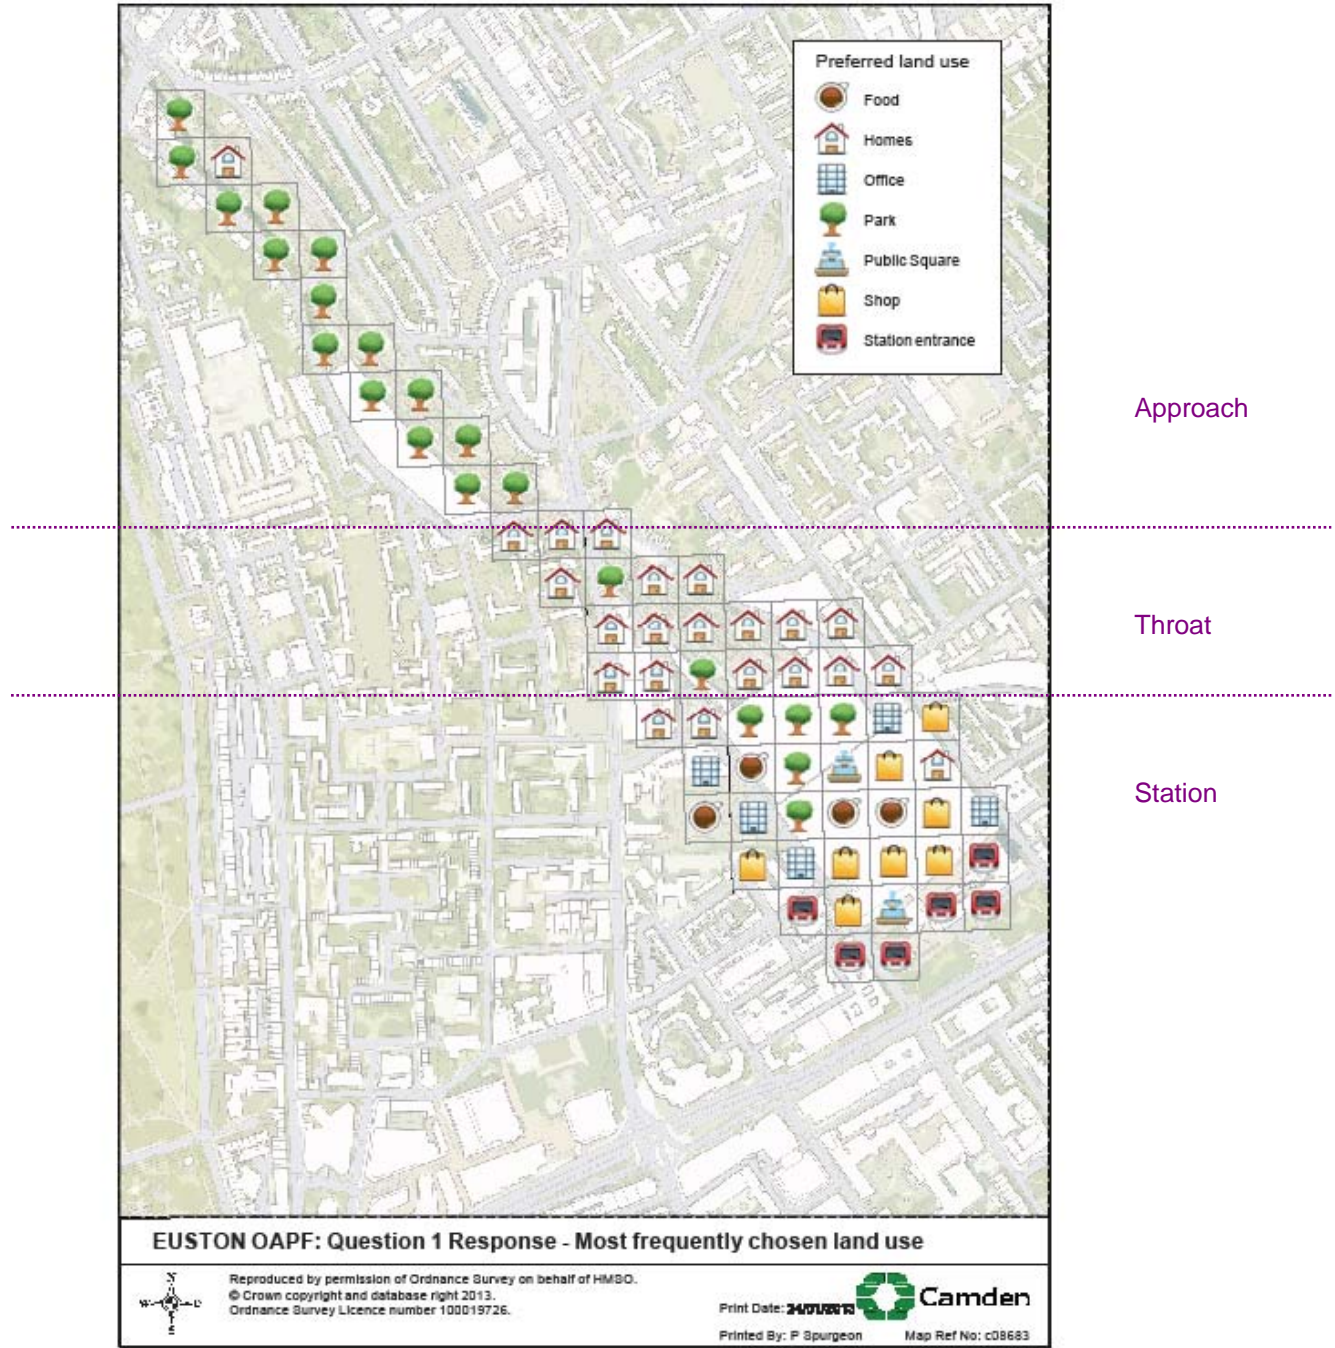 Preferred land use
Food
Homes
Office
Park
Public Square
Shop
Station entrance
Approach
Throat
Station
EUSTON OAPF: Question 1 Response - Most frequently chosen land use
N
W
E
S
Reproduced by permission of Ordnance Survey on behalf of HMSO.
© Crown copyright and database right 2013.
Ordnance Survey Licence number 100019726.
Print Date:
Camden
Printed By: P Spurgeon
Map Ref No: c08683